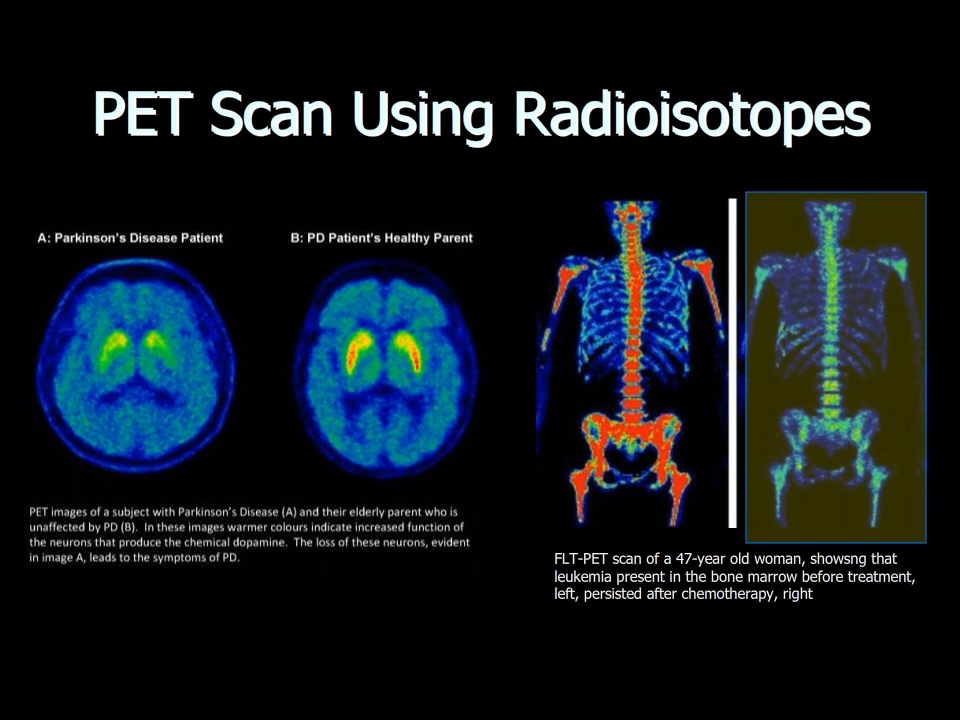 PET Scan Using Radioisotopes
A: Parkinson's Disease Patient
B: PD Patient's Healthy Parent
PET images of a subject with Parkinson's Disease (A) and their elderly parent who is
unaffected by PD (B).  In these images warmer colours indicate increased function of
the neurons that produce the chemical dopamine.  The loss of these neurons, evident
in image A, leads to the symptoms of PD.
FLT-PET scan of a 47-year old woman, showsng that
leukemia present in the bone marrow before treatment,
left, persisted after chemotherapy, right